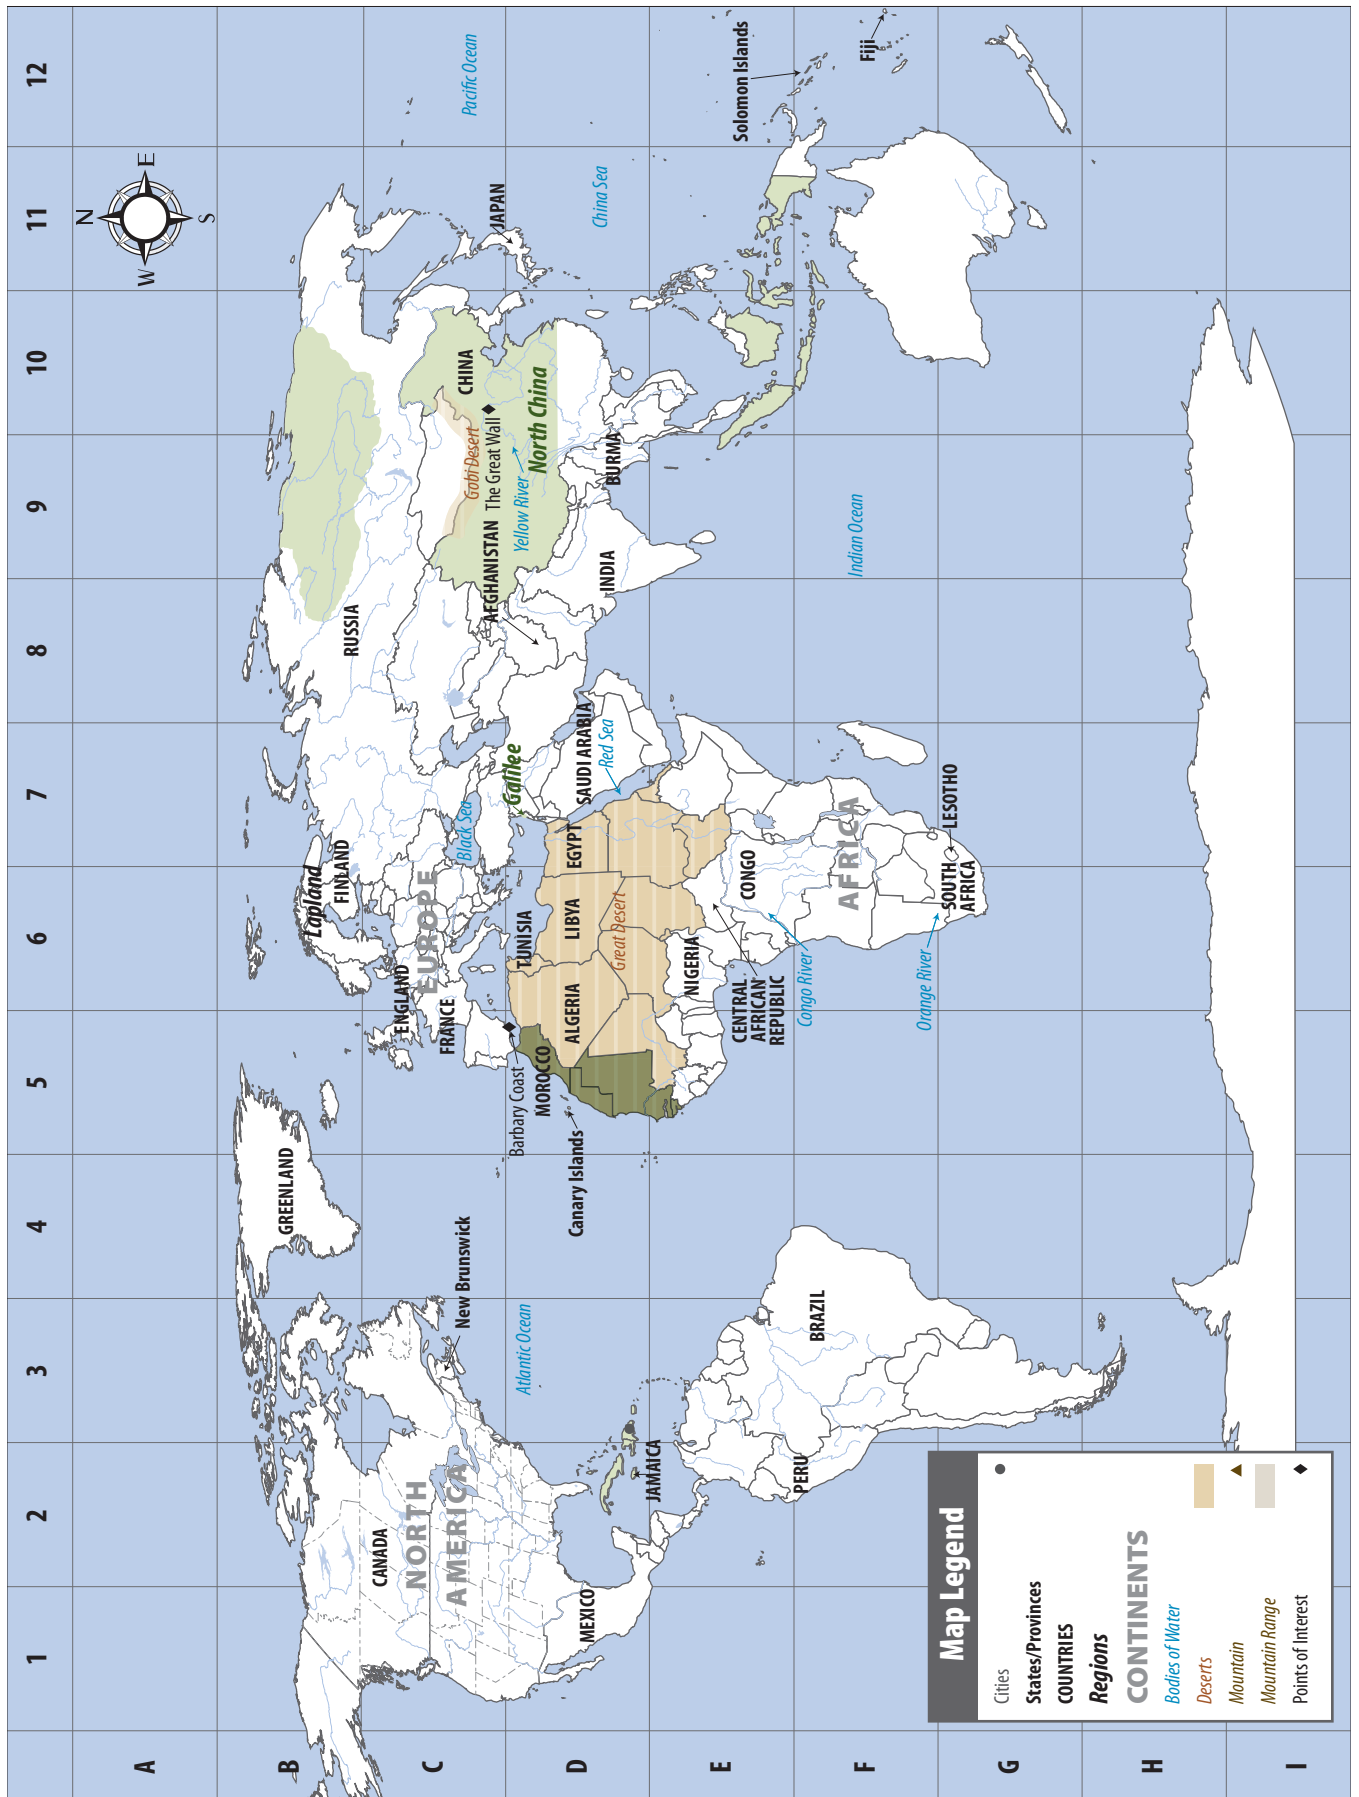 1
2
3
4
5
6
7
8
9
10
11
12
A
B
C
D
E
F
G
H
I
N
E
S
W
GREENLAND
Lapland
FINLAND
RUSSIA
CANADA
NORTH
AMERICA
New Brunswick
ENGLAND
EUROPE
FRANCE
Black Sea
Gobi Desert
CHINA
The Great Wall
AFGHANISTAN
Yellow River
North China
JAPAN
Pacific Ocean
China Sea
Atlantic Ocean
Barbary Coast
MOROCCO
TUNISIA
Galilee
Canary Islands
ALGERIA
LIBYA
EGYPT
SAUDI ARABIA
Red Sea
Great Desert
INDIA
BURMA
MEXICO
JAMAICA
NIGERIA
CENTRAL
AFRICAN
REPUBLIC
CONGO
Congo River
Solomon Islands
Fiji
PERU
BRAZIL
AFRICA
Indian Ocean
Orange River
SOUTH
AFRICA
LESOTHO
Map Legend
Cities
States/Provinces
COUNTRIES
Regions
CONTINENTS
Bodies of Water
Deserts
Mountain
Mountain Range
Points of Interest